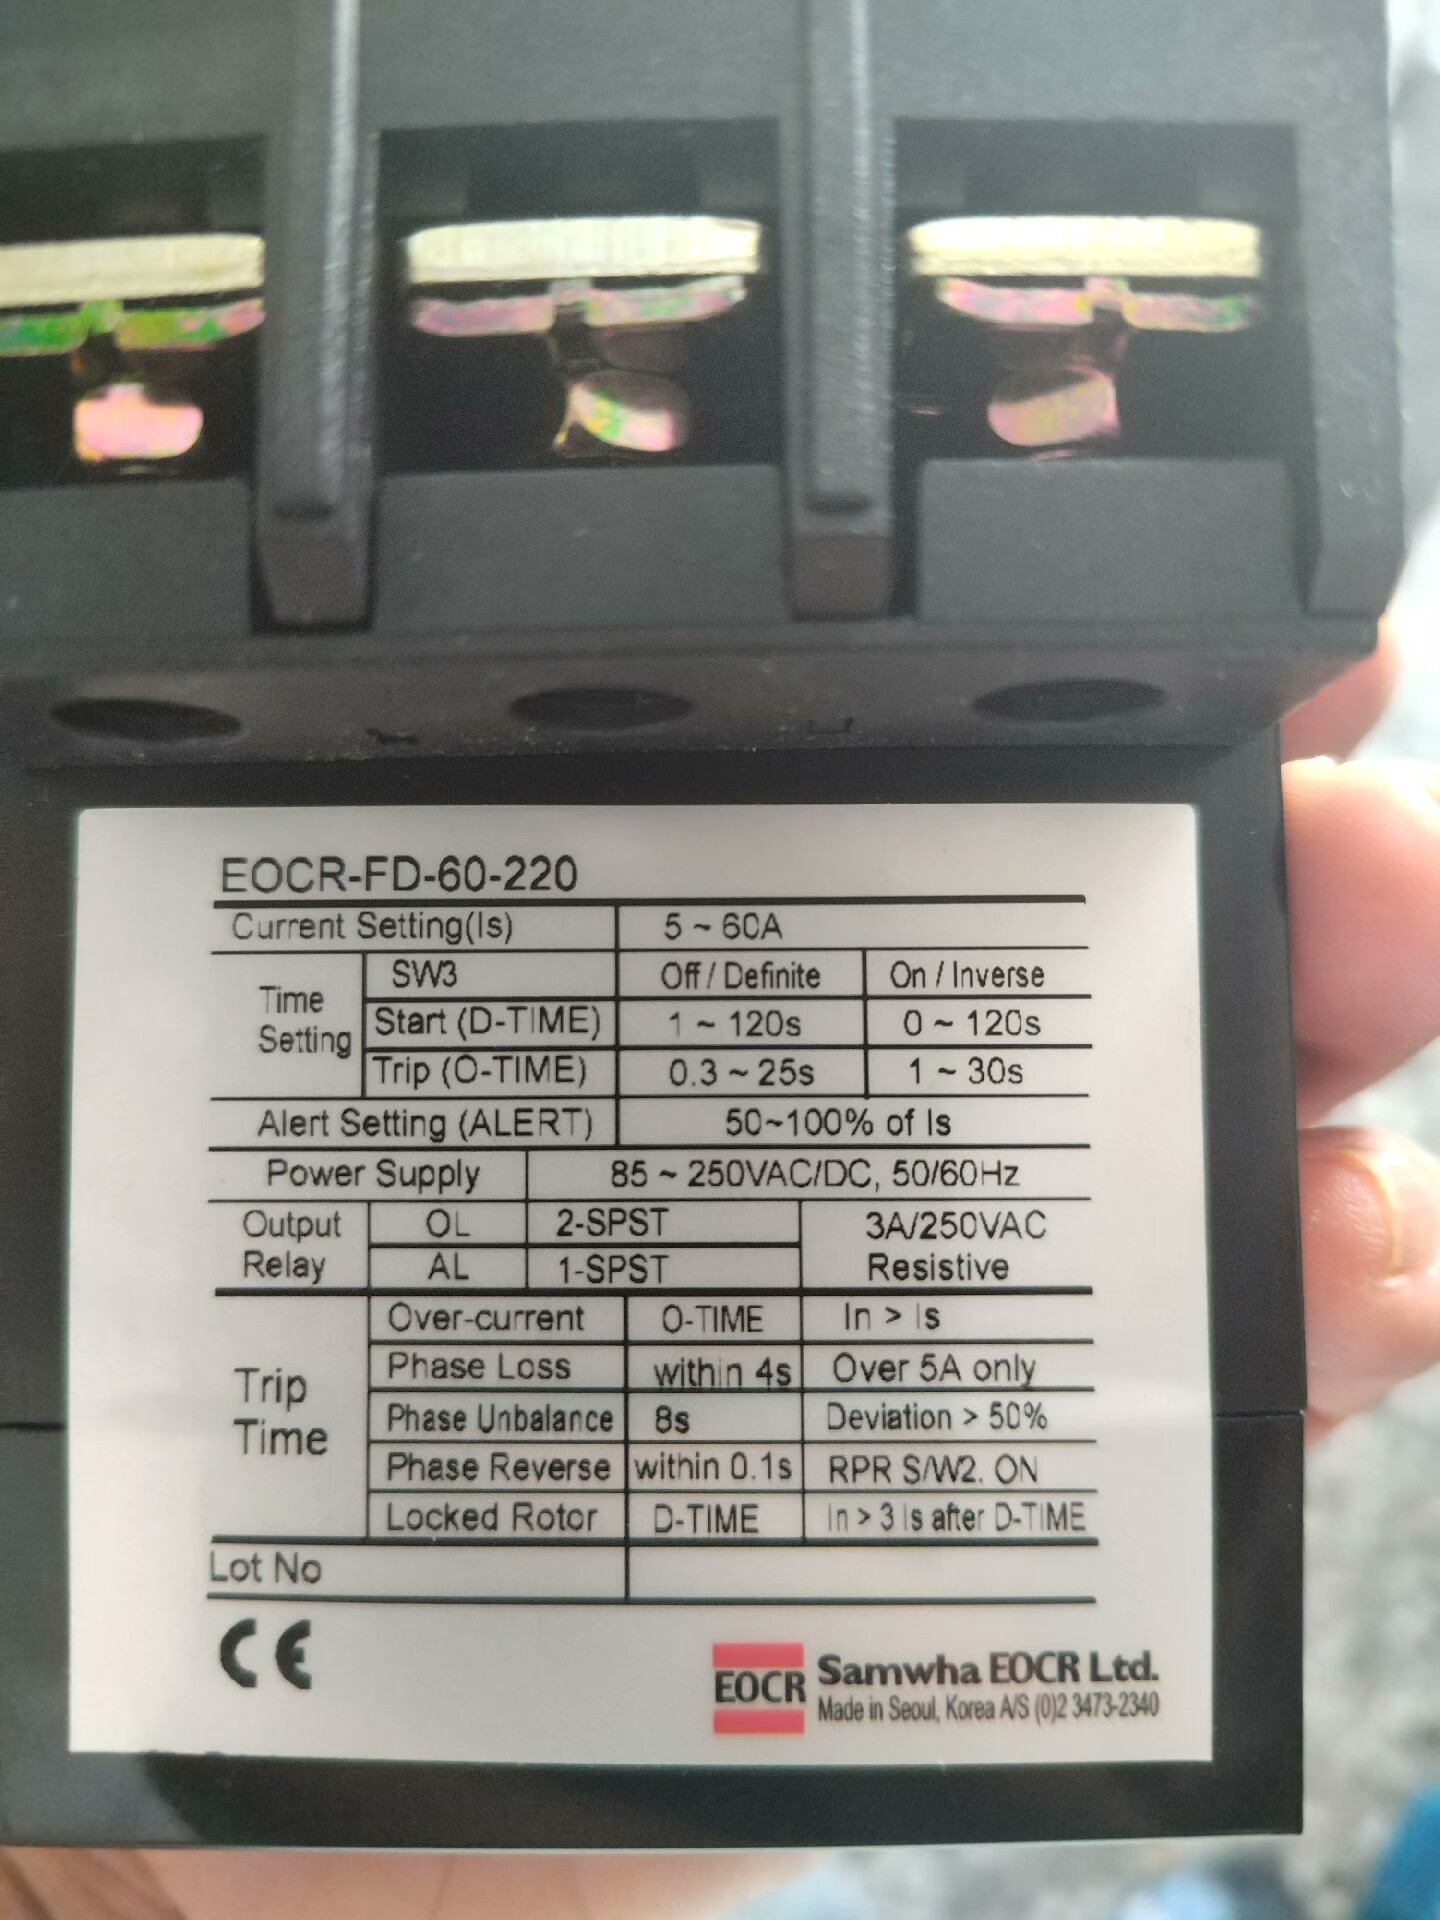 EOCR-FD-60-220
Current Setting(Is) 5 ~ 60A
Time Setting SW3 Off / Definite On / Inverse
Start (D-TIME) 1 ~ 120s 0 ~ 120s
Trip (O-TIME) 0.3 ~ 25s 1 ~ 30s
Alert Setting (ALERT) 50~100% of Is
Power Supply 85 ~ 250VAC/DC, 50/60Hz
Output Relay OL 2-SPST 3A/250VAC Resistive
AL 1-SPST
Trip Time Over-current O-TIME In > Is
Phase Loss within 4s Over 5A only
Phase Unbalance 8s Deviation > 50%
Phase Reverse within 0.1s RPR S/W2. ON
Locked Rotor D-TIME In > 3 Is after D-TIME
Lot No
CE
EOCR Samwha EOCR Ltd.
Made in Seoul, Korea A/S (0)2 3473-2340